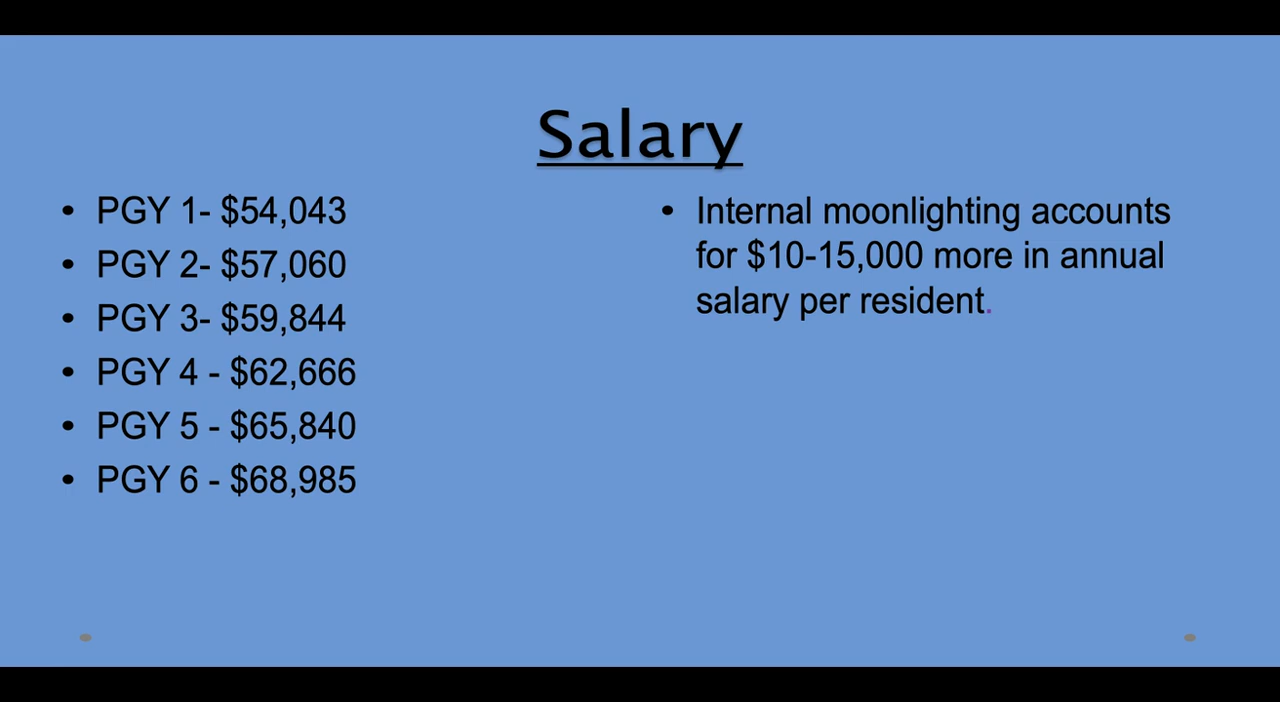 Salary
• PGY 1- $54,043
• PGY 2- $57,060
• PGY 3- $59,844
• PGY 4 - $62,666
• PGY 5 - $65,840
• PGY 6 - $68,985
• Internal moonlighting accounts
for $10-15,000 more in annual
salary per resident.